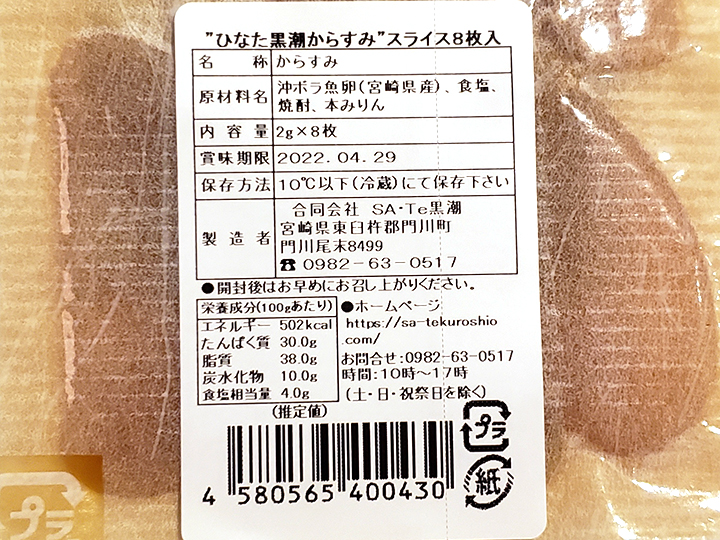 "ひなた黒潮からすみ"スライス8枚入
名 称 からすみ
原材料名 沖ボラ魚卵(宮崎県産)、食塩、
焼酎、本みりん
内 容 量 2g×8枚
賞味期限 2022.04.29
保存方法 10℃以下(冷蔵)にて保存下さい
製 造 者 合同会社 SA・Te黒潮
宮崎県東臼杵郡門川町
門川尾末8499
☎0982-63-0517
●開封後はお早めにお召し上がりください。
栄養成分(100gあたり)
エネルギー 502kcal
たんぱく質 30.0g
脂質 38.0g
炭水化物 10.0g
食塩相当量 4.0g
(推定値)
●ホームページ
https://sa-tekuroshio
.com/
お問合せ:0982-63-0517
時間:10時～17時
(土・日・祝祭日を除く)
プラ
紙
4 580565 400430
プラ